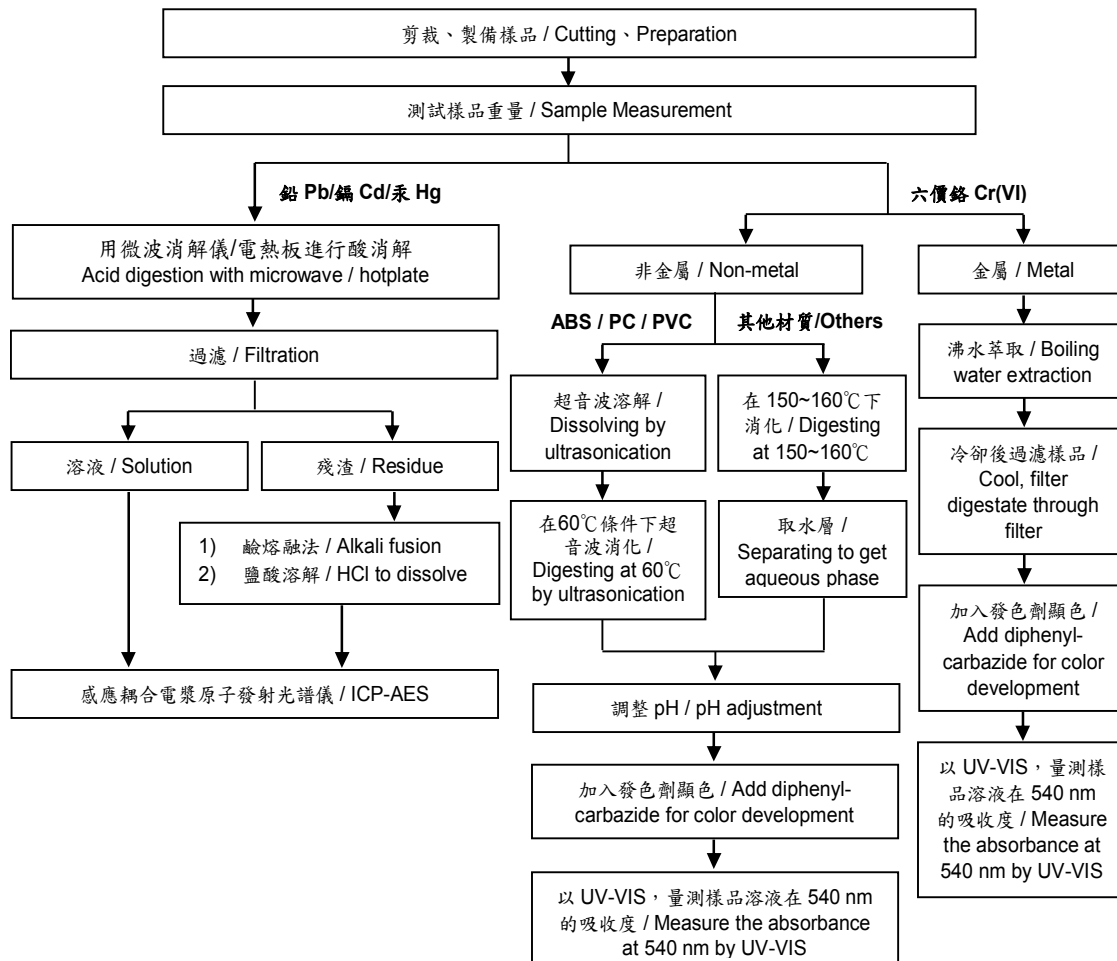 剪裁、製備樣品 / Cutting、Preparation
測試樣品重量 / Sample Measurement
鉛 Pb/鎘 Cd/汞 Hg
六價鉻 Cr(VI)
用微波消解儀/電熱板進行酸消解
Acid digestion with microwave / hotplate
過濾 / Filtration
溶液 / Solution
殘渣 / Residue
1) 鹼熔融法 / Alkali fusion
2) 鹽酸溶解 / HCl to dissolve
感應耦合電漿原子發射光譜儀 / ICP-AES
非金屬 / Non-metal
ABS / PC / PVC
其他材質/Others
超音波溶解 /
Dissolving by
ultrasonication
在60℃條件下超
音波消化 /
Digesting at 60℃
by ultrasonication
在 150~160℃下
消化 / Digesting
at 150~160℃
取水層 /
Separating to get
aqueous phase
調整 pH / pH adjustment
加入發色劑顯色 / Add diphenyl-
carbazide for color development
以 UV-VIS，量測樣品溶液在 540 nm
的吸收度 / Measure the absorbance
at 540 nm by UV-VIS
金屬 / Metal
沸水萃取 / Boiling
water extraction
冷卻後過濾樣品 /
Cool, filter
digestate through
filter
加入發色劑顯色 /
Add diphenyl-
carbazide for color
development
以 UV-VIS，量測樣
品溶液在 540 nm
的吸收度 / Measure
the absorbance at
540 nm by UV-VIS